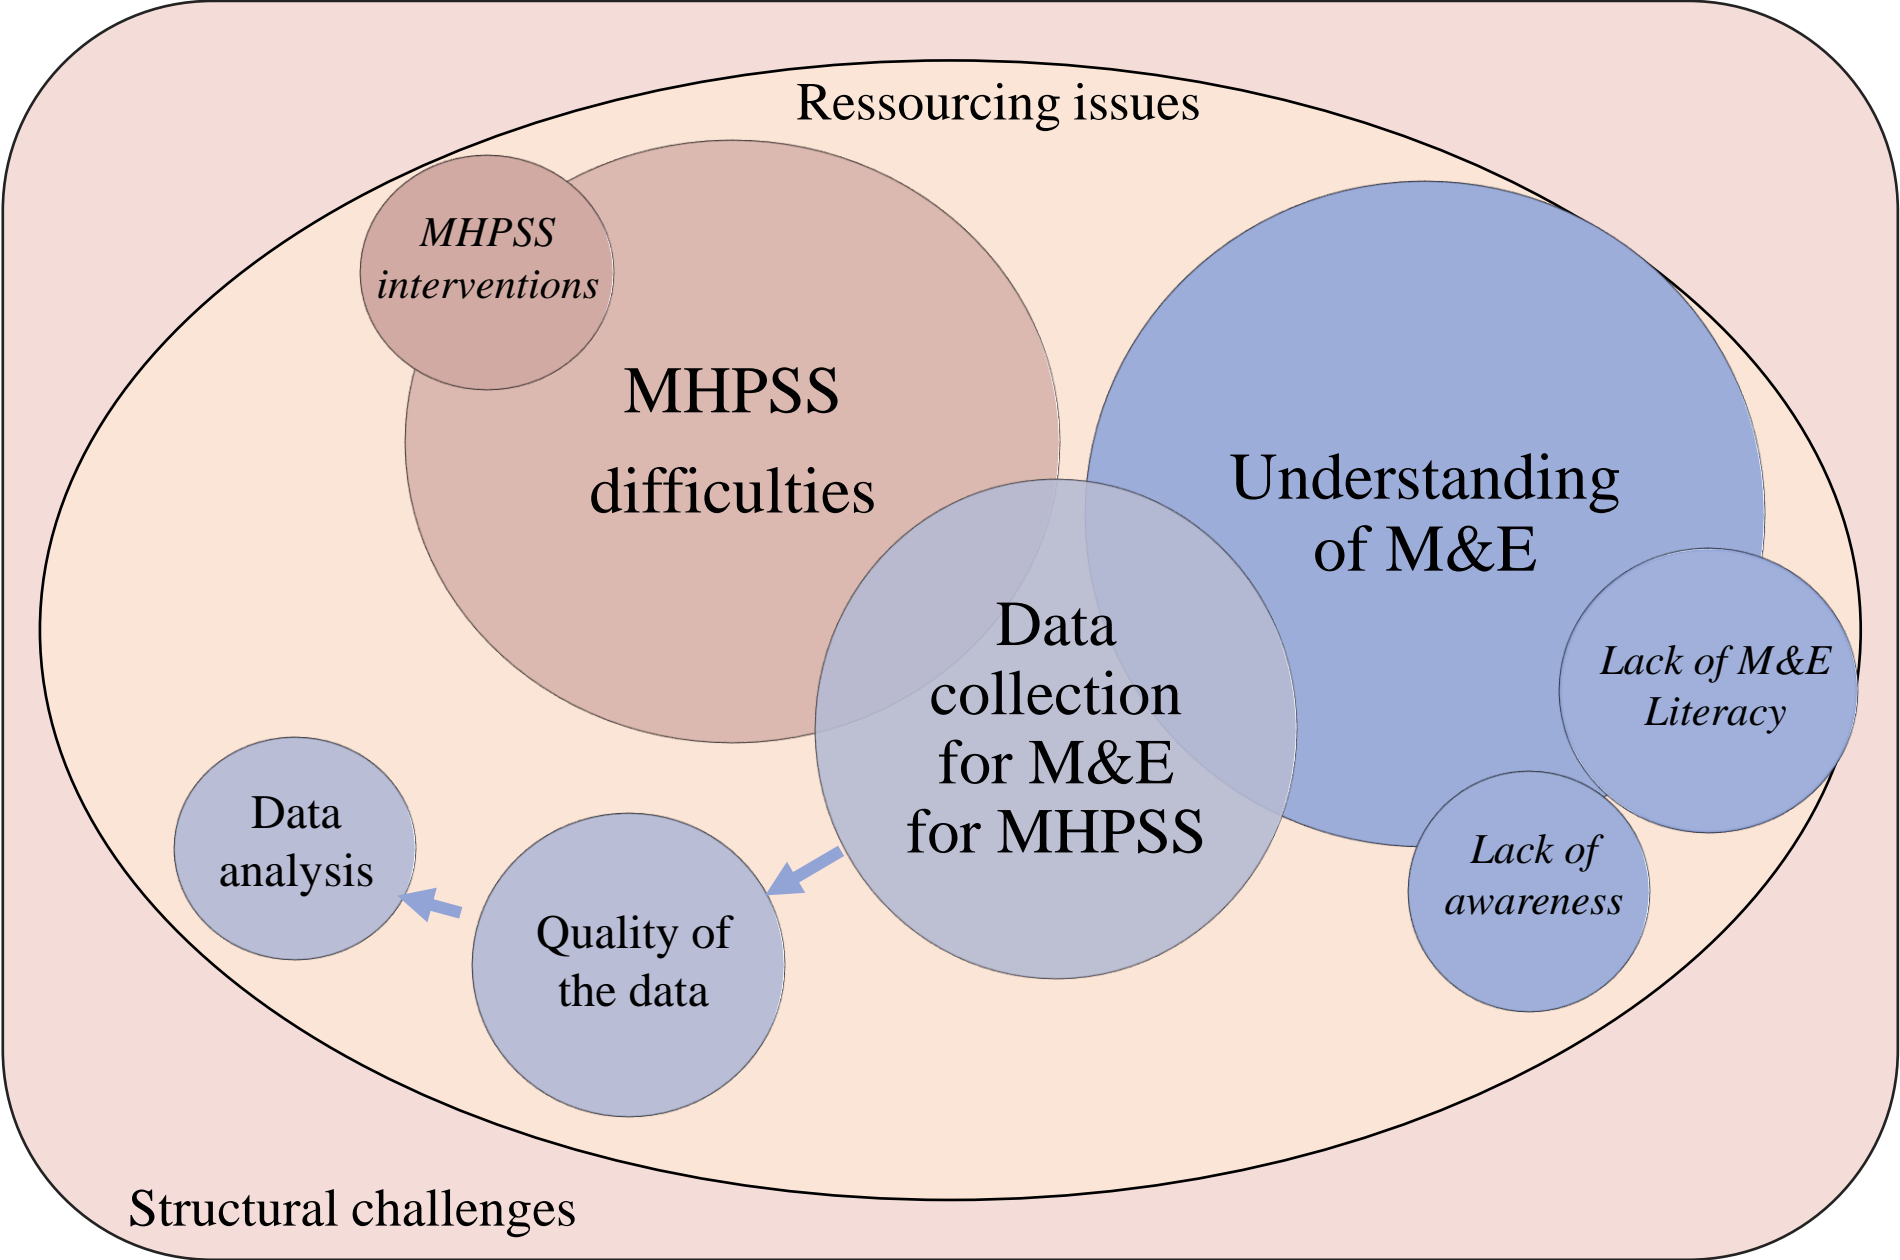 Ressourcing issues
MHPSS
interventions
MHPSS
difficulties
Understanding
of M&E
Data
collection
for M&E
for MHPSS
Lack of M&E
Literacy
Lack of
awareness
Data
analysis
Quality of
the data
Structural challenges